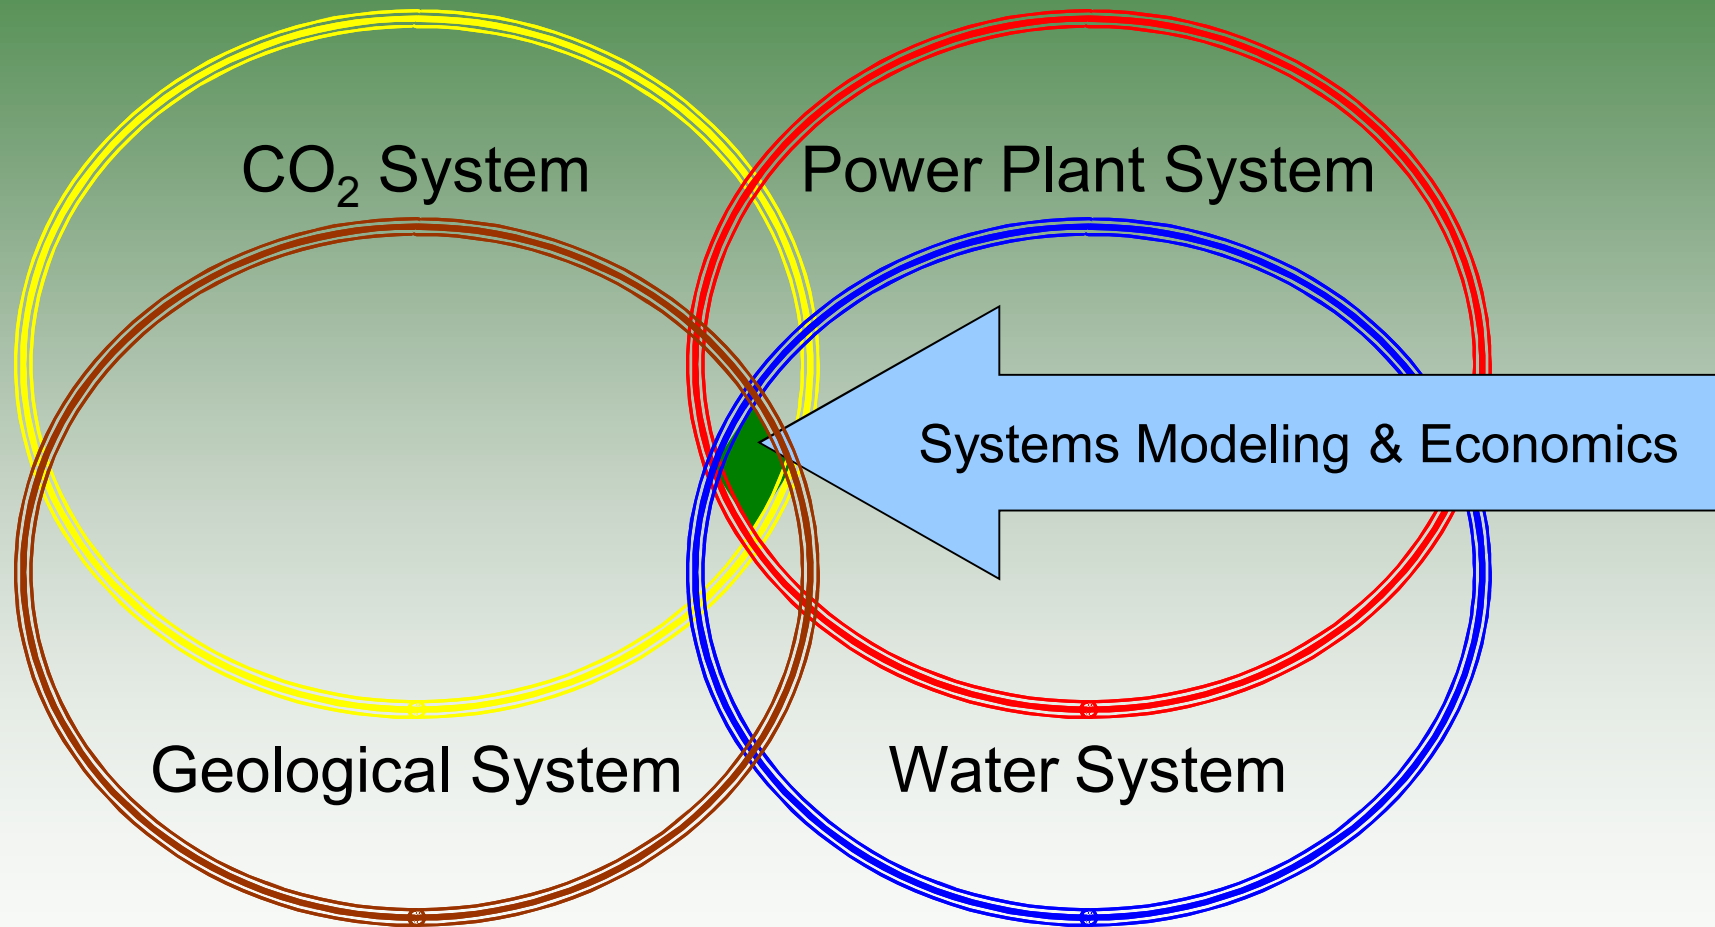 CO₂ System
Power Plant System
Systems Modeling & Economics
Geological System
Water System